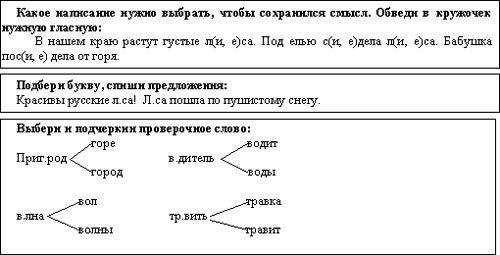 Какое написание нужно выбрать, чтобы сохранился смысл. Обведи в кружочек
нужную гласную:
В нашем краю растут густые л(и, е)са. Под елью с(и, е)дела л(и, е)са. Бабушка
пос(и, е) дела от горя.
Подбери букву, спиши предложения:
Красивы русские л.са! Л.са пошла по пушистому снегу.
Выбери и подчеркни проверочное слово:
горе водит
Приг.род в.дитель
город воды
вол травка
в.лна тр.вить
волны травит